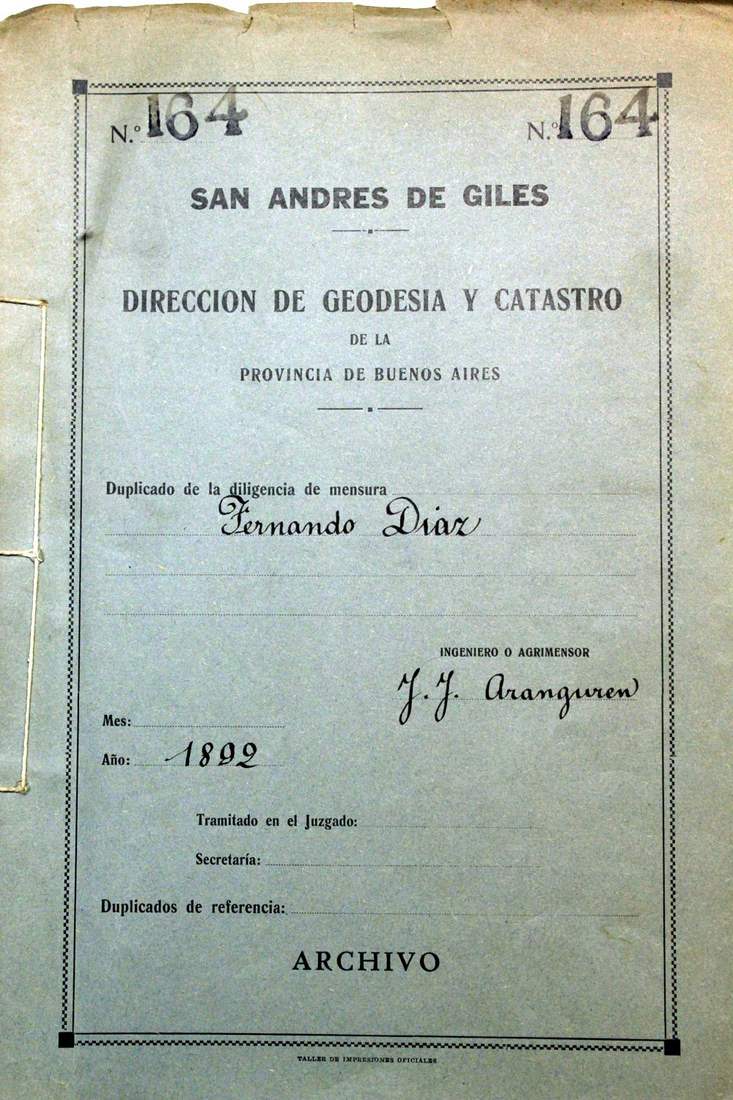 N.º 164 N.º 164
SAN ANDRES DE GILES
DIRECCION DE GEODESIA Y CATASTRO
DE LA
PROVINCIA DE BUENOS AIRES
Duplicado de la diligencia de mensura
Fernando Diaz
INGENIERO O AGRIMENSOR
J. J. Aranguren
Mes:
Año: 1892
Tramitado en el Juzgado:
Secretaría:
Duplicados de referencia:
ARCHIVO
TALLER DE IMPRESIONES OFICIALES